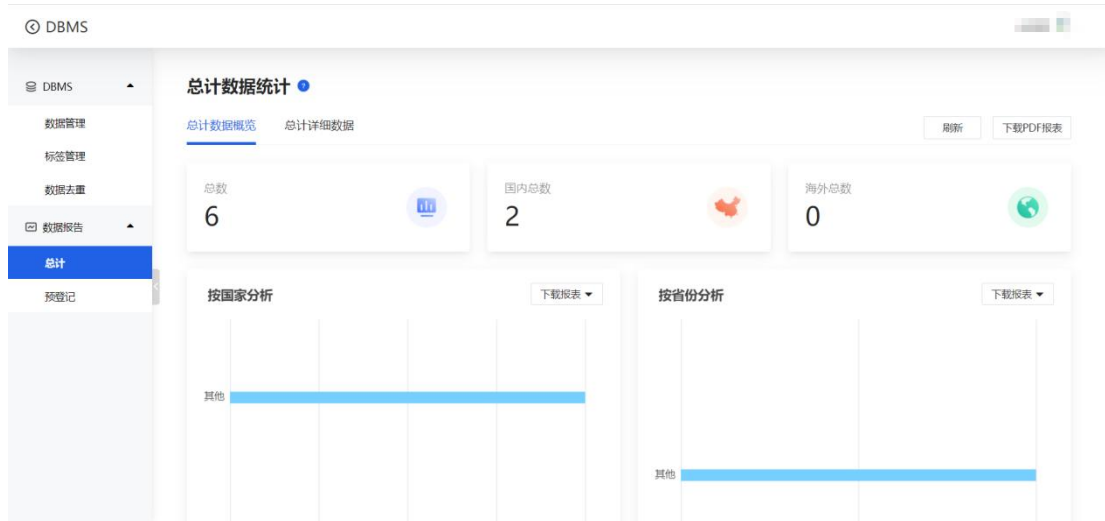 DBMS
DBMS
数据管理
标签管理
数据去重
数据报告
总计
预登记
总计数据统计
总计数据概览
总计详细数据
刷新
下载PDF报表
总数
6
国内总数
2
海外总数
0
按国家分析
下载报表
其他
按省份分析
下载报表
其他